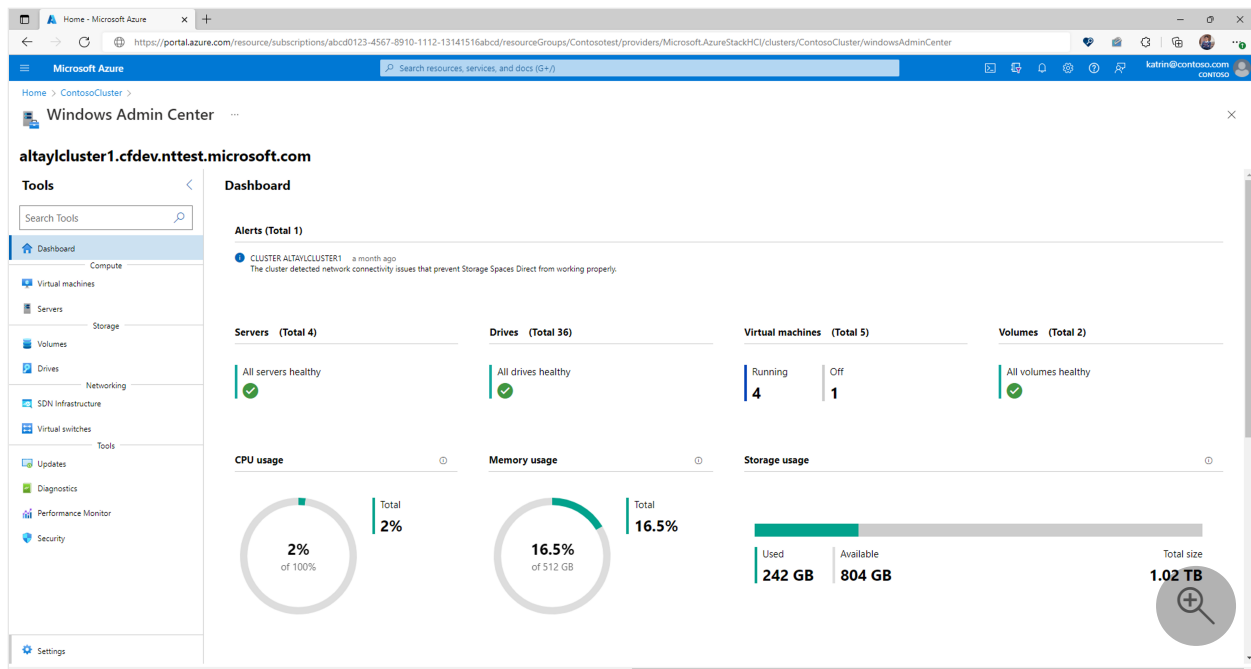 Home - Microsoft Azure
https://portal.azure.com/resource/subscriptions/abcd0123-4567-8910-1112-13141516abcd/resourceGroups/Contosotest/providers/Microsoft.AzureStackHCI/clusters/ContosoCluster/windowsAdminCenter
Microsoft Azure
Search resources, services, and docs (G+/)
katrin@contoso.com
CONTOSO
Home > ContosoCluster >
Windows Admin Center ...
altaylcluster1.cfdev.nttest.microsoft.com
Tools
Search Tools
Dashboard
Compute
Virtual machines
Servers
Storage
Volumes
Drives
Networking
SDN Infrastructure
Virtual switches
Tools
Updates
Diagnostics
Performance Monitor
Security
Settings
Dashboard
Alerts (Total 1)
CLUSTER ALTAYLCLUSTER1 a month ago
The cluster detected network connectivity issues that prevent Storage Spaces Direct from working properly.
Servers (Total 4)
All servers healthy
Drives (Total 36)
All drives healthy
Virtual machines (Total 5)
Running
4
Off
1
Volumes (Total 2)
All volumes healthy
CPU usage
2%
of 100%
Total
2%
Memory usage
16.5%
of 512 GB
Total
16.5%
Storage usage
Used
242 GB
Available
804 GB
Total size
1.02 TB